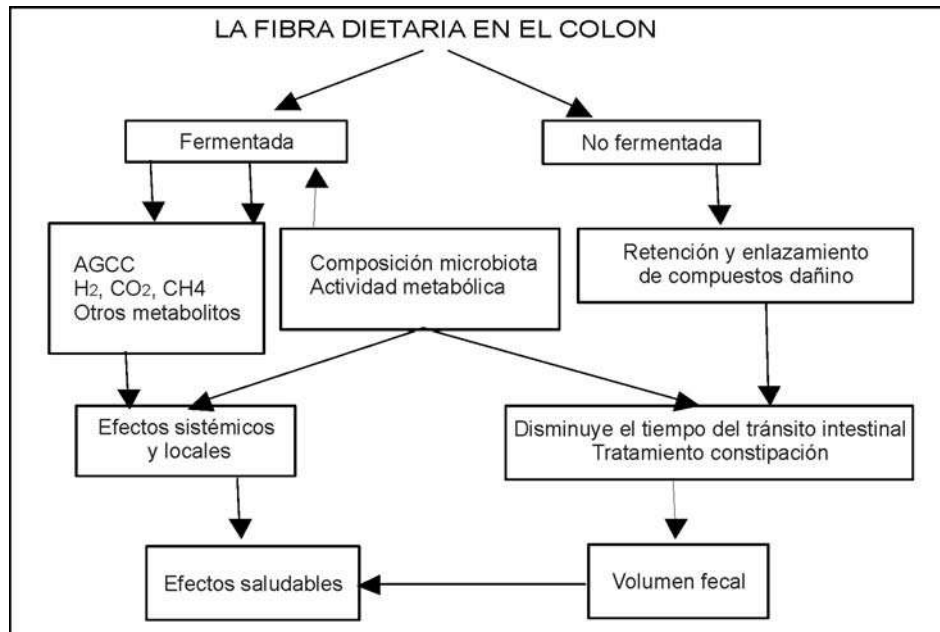 LA FIBRA DIETARIA EN EL COLON
Fermentada
No fermentada
AGCC
H2, CO2, CH4
Otros metabolitos
Composición microbiota
Actividad metabólica
Retención y enlazamiento
de compuestos dañino
Efectos sistémicos
y locales
Disminuye el tiempo del tránsito intestinal
Tratamiento constipación
Efectos saludables
Volumen fecal